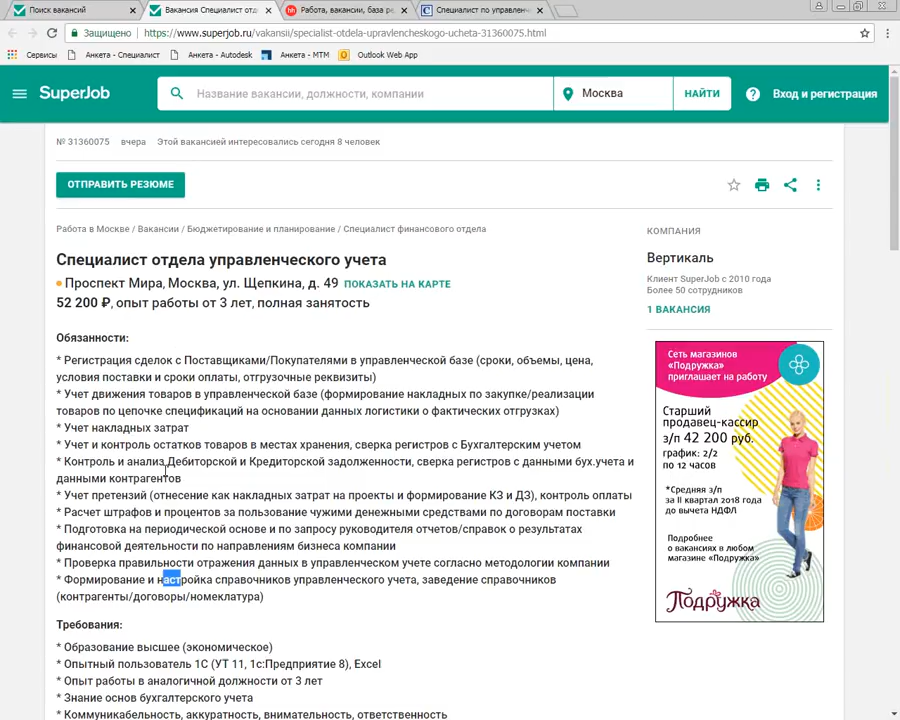 Поиск вакансий
Вакансия Специалист отд
Работа, вакансии, база ре
Специалист по управлен
Защищено
https://www.superjob.ru/vakansii/specialist-otdela-upravlencheskogo-ucheta-31360075.html
Сервисы
Анкета - Специалист
Анкета - Autodesk
Анкета - МТМ
Outlook Web App
SuperJob
Название вакансии, должности, компании
Москва
НАЙТИ
Вход и регистрация
№ 31360075 вчера Этой вакансией интересовались сегодня 8 человек
ОТПРАВИТЬ РЕЗЮМЕ
Работа в Москве / Вакансии / Бюджетирование и планирование / Специалист финансового отдела
Специалист отдела управленческого учета
Проспект Мира, Москва, ул. Щепкина, д. 49 ПОКАЗАТЬ НА КАРТЕ
52 200 ₽, опыт работы от 3 лет, полная занятость
Обязанности:
* Регистрация сделок с Поставщиками/Покупателями в управленческой базе (сроки, объемы, цена,
условия поставки и сроки оплаты, отгрузочные реквизиты)
* Учет движения товаров в управленческой базе (формирование накладных по закупке/реализации
товаров по цепочке спецификаций на основании данных логистики о фактических отгрузках)
* Учет накладных затрат
* Учет и контроль остатков товаров в местах хранения, сверка регистров с Бухгалтерским учетом
* Контроль и анализ Дебиторской и Кредиторской задолженности, сверка регистров с данными бух.учета и
данными контрагентов
* Учет претензий (отнесение как накладных затрат на проекты и формирование КЗ и ДЗ), контроль оплаты
* Расчет штрафов и процентов за пользование чужими денежными средствами по договорам поставки
* Подготовка на периодической основе и по запросу руководителя отчетов/справок о результатах
финансовой деятельности по направлениям бизнеса компании
* Проверка правильности отражения данных в управленческом учете согласно методологии компании
* Формирование и настройка справочников управленческого учета, заведение справочников
(контрагенты/договоры/номеклатура)
Требования:
* Образование высшее (экономическое)
* Опытный пользователь 1С (УТ 11, 1с:Предприятие 8), Excel
* Опыт работы в аналогичной должности от 3 лет
* Знание основ бухгалтерского учета
* Коммуникабельность, аккуратность, внимательность, ответственность
КОМПАНИЯ
Вертикаль
Клиент SuperJob с 2010 года
Более 50 сотрудников
1 ВАКАНСИЯ
Сеть магазинов
«Подружка»
приглашает на работу
Старший
продавец-кассир
з/п 42 200 руб.
график: 2/2
по 12 часов
*Средняя з/п
за II квартал 2018 года
до вычета НДФЛ
Подробнее
о вакансиях в любом
магазине «Подружка»
Подружка